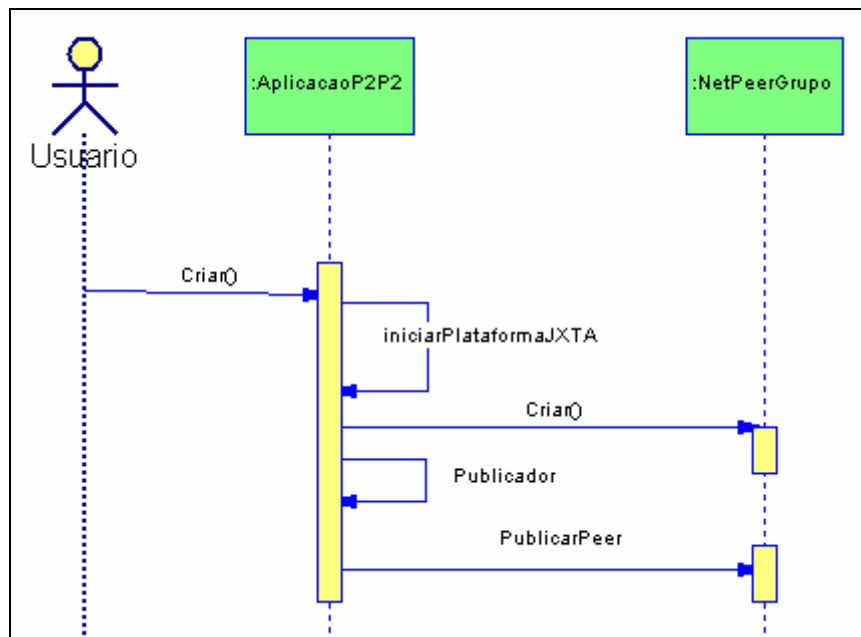 :AplicacaoP2P2
:NetPeerGrupo
Usuario
Criar()
iniciarPlataformaJXTA
Criar()
Publicador
PublicarPeer